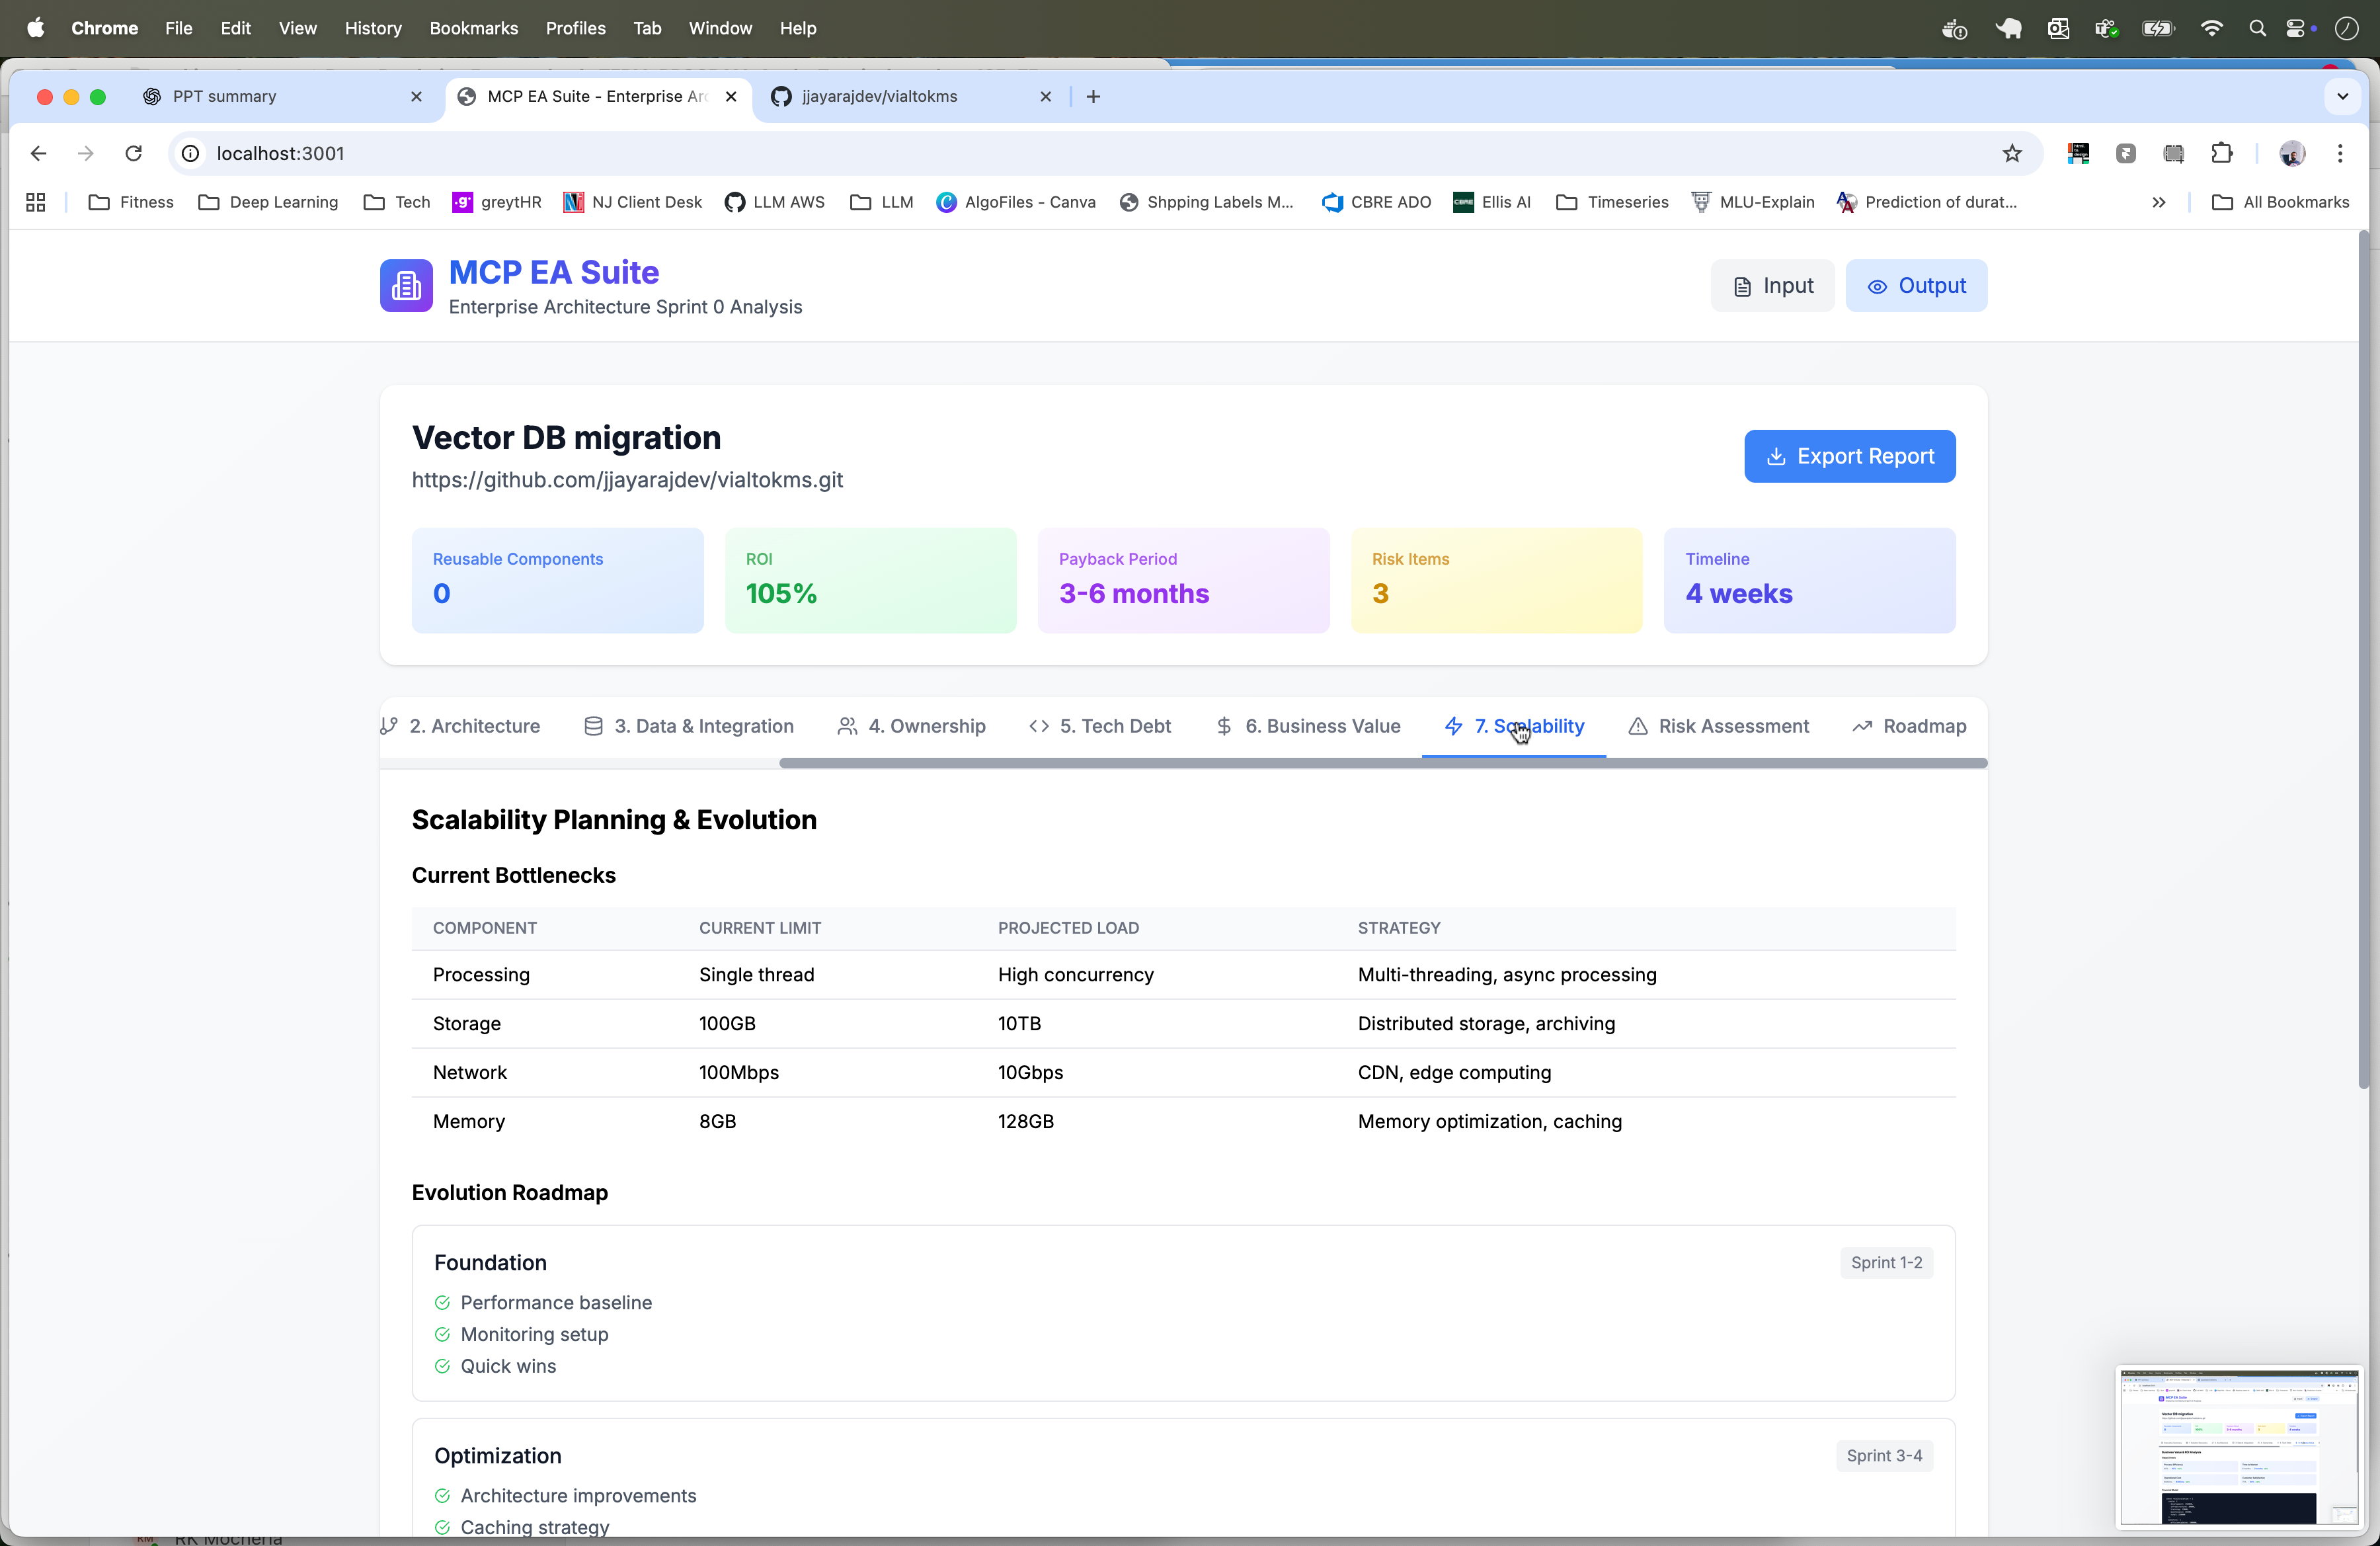 Chrome File Edit View History Bookmarks Profiles Tab Window Help
PPT summary
MCP EA Suite - Enterprise Arc
jjayarajdev/vialtokms
localhost:3001
Fitness Deep Learning Tech greytHR NJ Client Desk LLM AWS LLM AlgoFiles - Canva Shpping Labels M... CBRE ADO Ellis AI Timeseries MLU-Explain Prediction of durat... All Bookmarks
MCP EA Suite
Enterprise Architecture Sprint 0 Analysis
Input
Output
Vector DB migration
https://github.com/jjayarajdev/vialtokms.git
Export Report
Reusable Components
0
ROI
105%
Payback Period
3-6 months
Risk Items
3
Timeline
4 weeks
2. Architecture 3. Data & Integration 4. Ownership 5. Tech Debt 6. Business Value 7. Scalability Risk Assessment Roadmap
Scalability Planning & Evolution
Current Bottlenecks
COMPONENT CURRENT LIMIT PROJECTED LOAD STRATEGY
Processing Single thread High concurrency Multi-threading, async processing
Storage 100GB 10TB Distributed storage, archiving
Network 100Mbps 10Gbps CDN, edge computing
Memory 8GB 128GB Memory optimization, caching
Evolution Roadmap
Foundation Sprint 1-2
Performance baseline
Monitoring setup
Quick wins
Optimization Sprint 3-4
Architecture improvements
Caching strategy